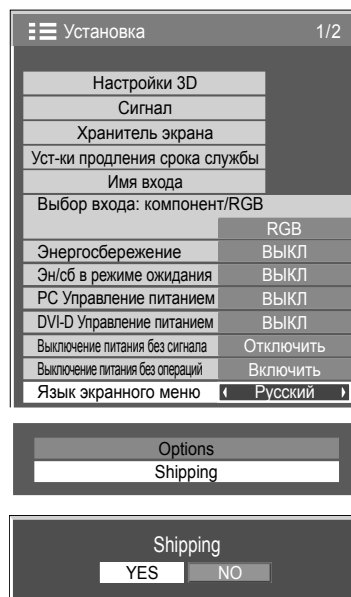 Установка 1/2
Настройки 3D
Сигнал
Хранитель экрана
Уст-ки продления срока службы
Имя входа
Выбор входа: компонент/RGB
RGB
Энергосбережение ВЫКЛ
Эн/сб в режиме ожидания ВЫКЛ
PC Управление питанием ВЫКЛ
DVI-D Управление питанием ВЫКЛ
Выключение питания без сигнала Отключить
Выключение питания без операций Включить
Язык экранного меню Русский
Options
Shipping
Shipping
YES NO